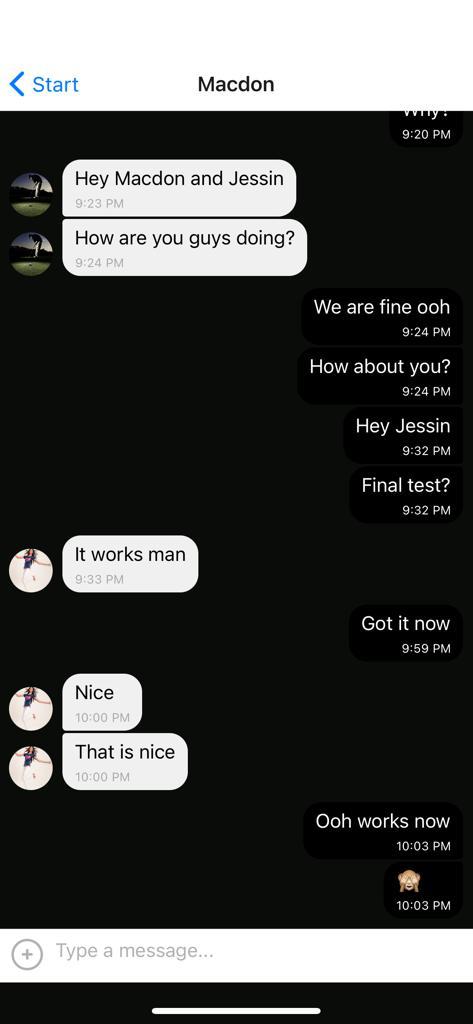 Start
Macdon
Why?
9:20 PM
Hey Macdon and Jessin
9:23 PM
How are you guys doing?
9:24 PM
We are fine ooh
9:24 PM
How about you?
9:24 PM
Hey Jessin
9:32 PM
Final test?
9:32 PM
It works man
9:33 PM
Got it now
9:59 PM
Nice
10:00 PM
That is nice
10:00 PM
Ooh works now
10:03 PM
🙈
10:03 PM
Type a message...